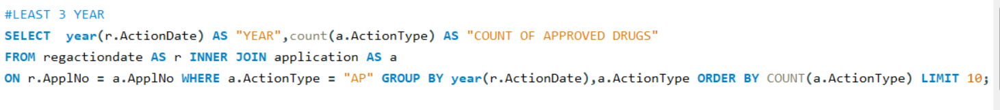 #LEAST 3 YEAR
SELECT  year(r.ActionDate) AS "YEAR",count(a.ActionType) AS "COUNT OF APPROVED DRUGS"
FROM regactiondate AS r INNER JOIN application AS a
ON r.ApplNo = a.ApplNo WHERE a.ActionType = "AP" GROUP BY year(r.ActionDate),a.ActionType ORDER BY COUNT(a.ActionType) LIMIT 10;